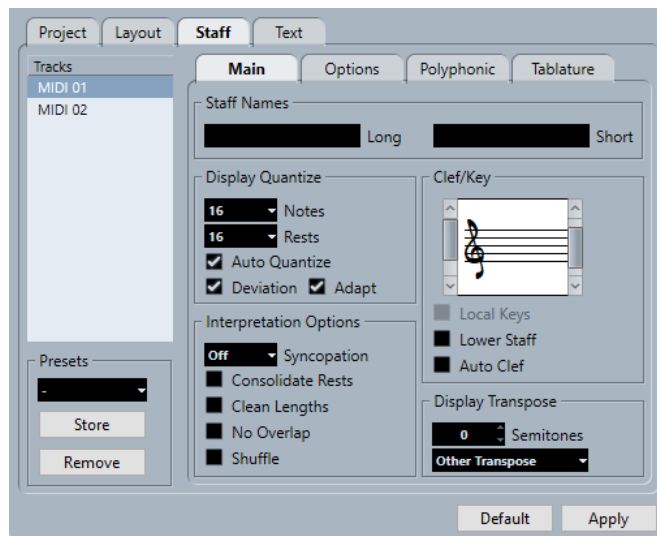 Project Layout Staff Text
Tracks
MIDI 01
MIDI 02
Presets
-
Store
Remove
Main Options Polyphonic Tablature
Staff Names
Long Short
Display Quantize
16 Notes
16 Rests
Auto Quantize
Deviation Adapt
Interpretation Options
Off Syncopation
Consolidate Rests
Clean Lengths
No Overlap
Shuffle
Clef/Key
Local Keys
Lower Staff
Auto Clef
Display Transpose
0 Semitones
Other Transpose
Default Apply